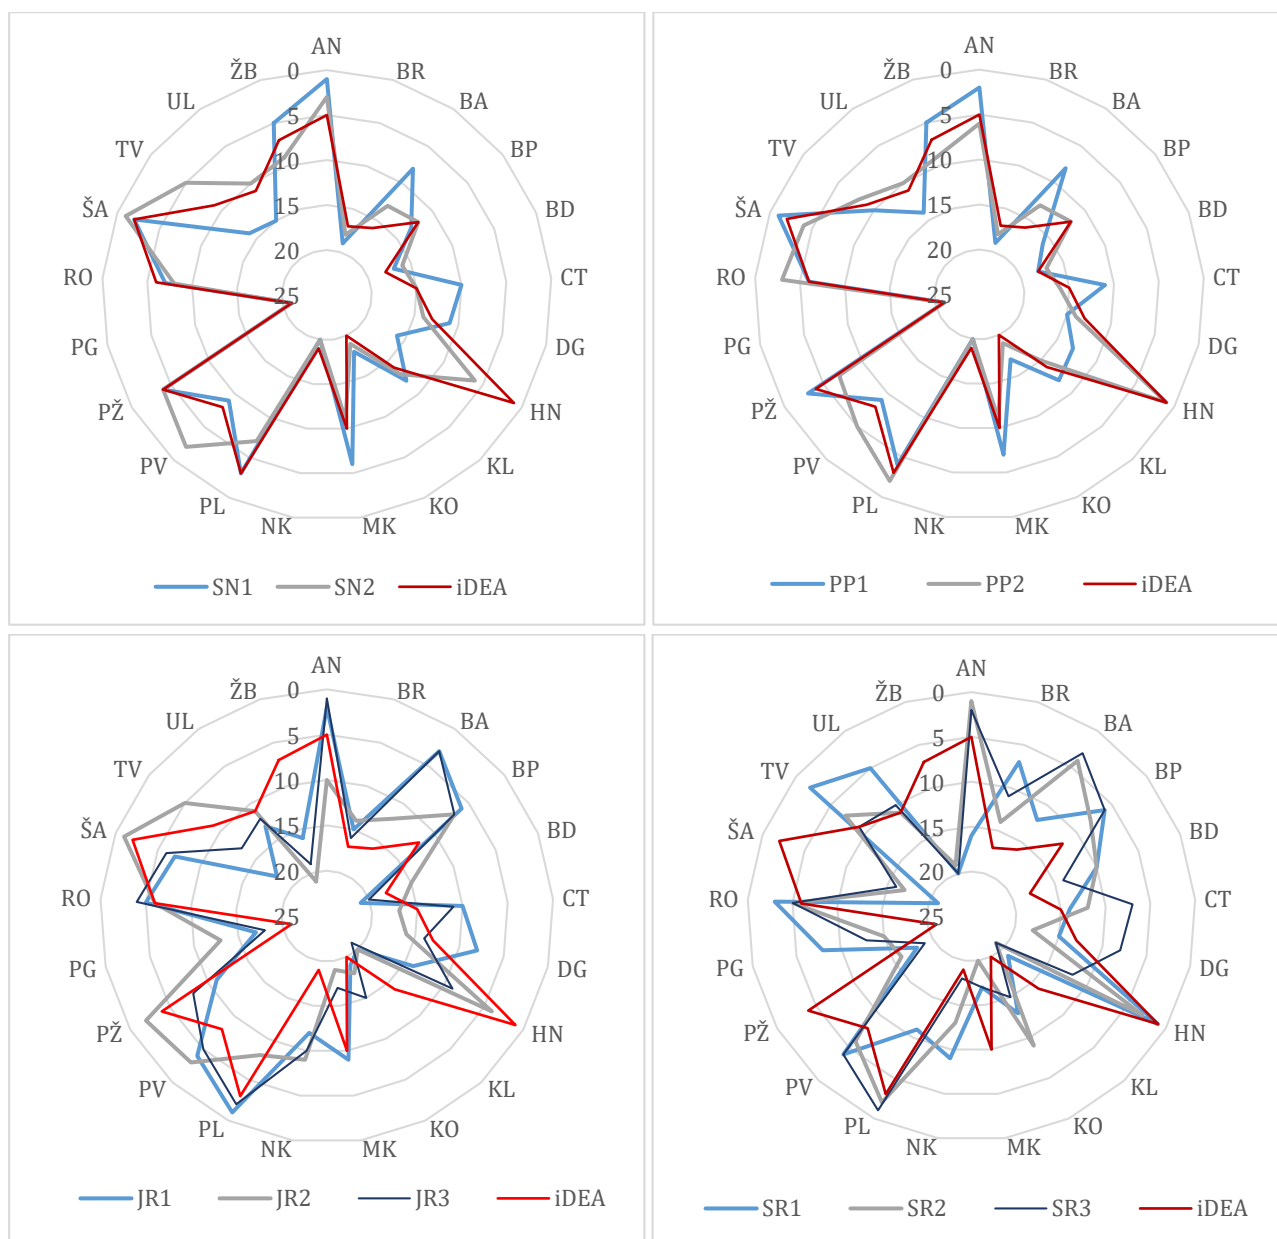 AN
BR
BA
BP
BD
CT
DG
HN
KL
KO
MK
NK
PL
PV
PŽ
PG
RO
ŠA
TV
UL
ŽB
0
5
10
15
20
25
SN1 SN2 iDEA
AN
BR
BA
BP
BD
CT
DG
HN
KL
KO
MK
NK
PL
PV
PŽ
PG
RO
ŠA
TV
UL
ŽB
0
5
10
15
20
25
PP1 PP2 iDEA
AN
BR
BA
BP
BD
CT
DG
HN
KL
KO
MK
NK
PL
PV
PŽ
PG
RO
ŠA
TV
UL
ŽB
0
5
10
15
20
25
JR1 JR2 JR3 iDEA
AN
BR
BA
BP
BD
CT
DG
HN
KL
KO
MK
NK
PL
PV
PŽ
PG
RO
ŠA
TV
UL
ŽB
0
5
10
15
20
25
SR1 SR2 SR3 iDEA